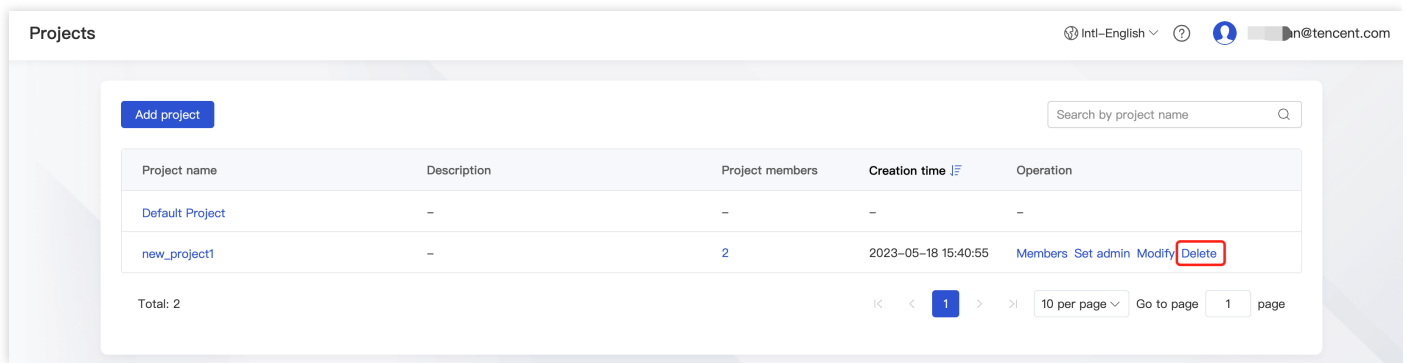 Projects
Intl-English
?
n@tencent.com
Add project
Search by project name
Project name Description Project members Creation time Operation
Default Project – – – –
new_project1 – 2 2023-05-18 15:40:55 Members Set admin Modify Delete
Total: 2
1 10 per page Go to page 1 page